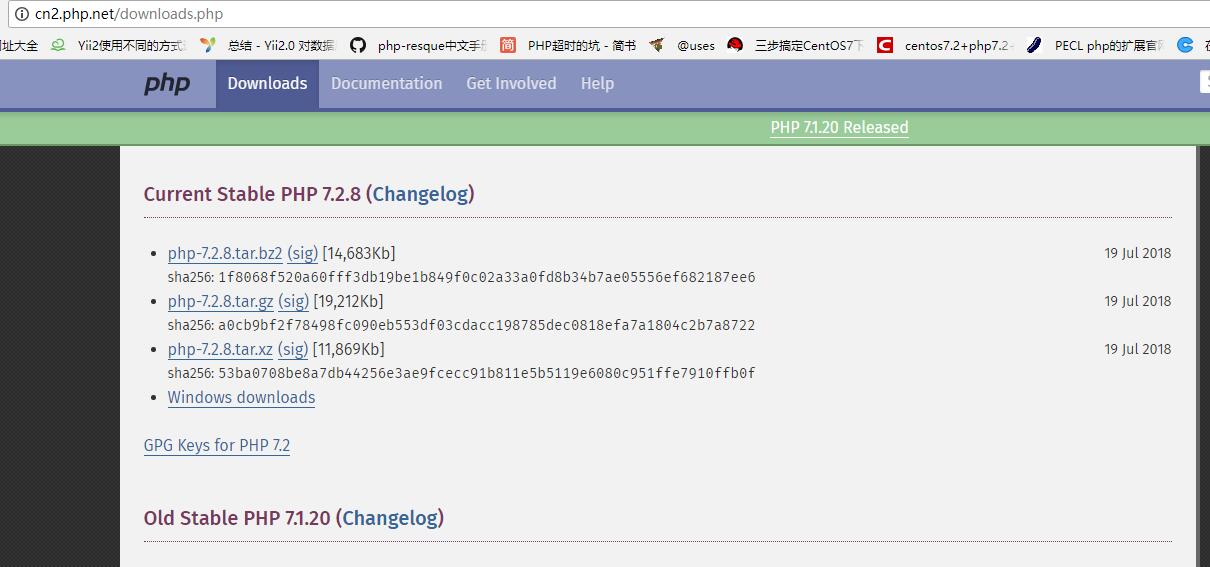 cn2.php.net/downloads.php
址大全 Yii2使用不同的方式 总结 - Yii2.0 对数据 php-resque中文手 PHP超时的坑 - 简书 @uses 三步搞定CentOS7下 centos7.2+php7.2- PECL php的扩展官
php Downloads Documentation Get Involved Help
PHP 7.1.20 Released
Current Stable PHP 7.2.8 (Changelog)
php-7.2.8.tar.bz2 (sig) [14,683Kb] 19 Jul 2018
sha256: 1f8068f520a60fff3db19be1b849f0c02a33a0fd8b34b7ae05556ef682187ee6
php-7.2.8.tar.gz (sig) [19,212Kb] 19 Jul 2018
sha256: a0cb9bf2f78498fc090eb553df03cdacc198785dec0818efa7a1804c2b7a8722
php-7.2.8.tar.xz (sig) [11,869Kb] 19 Jul 2018
sha256: 53ba0708be8a7db44256e3ae9fcecc91b811e5b5119e6080c951ffe7910ffb0f
Windows downloads
GPG Keys for PHP 7.2
Old Stable PHP 7.1.20 (Changelog)